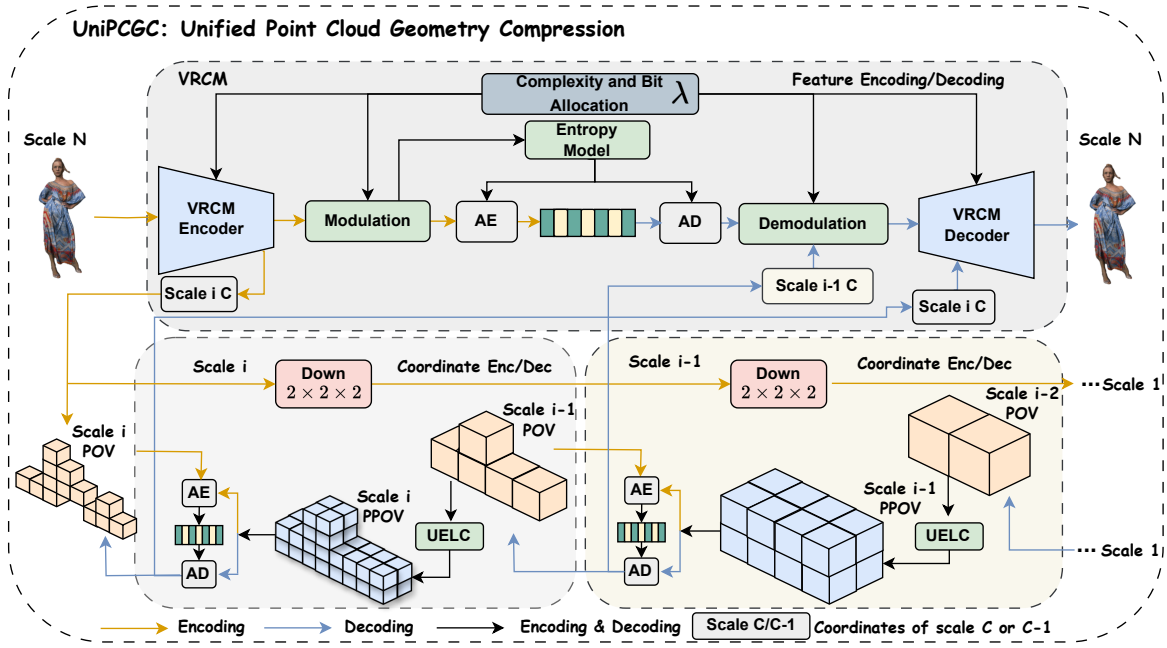 UniPCGC: Unified Point Cloud Geometry Compression
VRCM
Complexity and Bit
Allocation λ
Feature Encoding/Decoding
Entropy
Model
Scale N
Scale N
VRCM
Encoder
Modulation
AE
AD
Demodulation
VRCM
Decoder
Scale i C
Scale i-1 C
Scale i C
Scale i
Down
2 × 2 × 2
Coordinate Enc/Dec
Scale i-1
Down
2 × 2 × 2
Coordinate Enc/Dec
··· Scale 1
Scale i
POV
AE
AD
Scale i
PPOV
Scale i-1
POV
UELC
AE
AD
Scale i-1
PPOV
Scale i-2
POV
UELC
··· Scale 1
Encoding
Decoding
Encoding & Decoding
Scale C/C-1
Coordinates of scale C or C-1